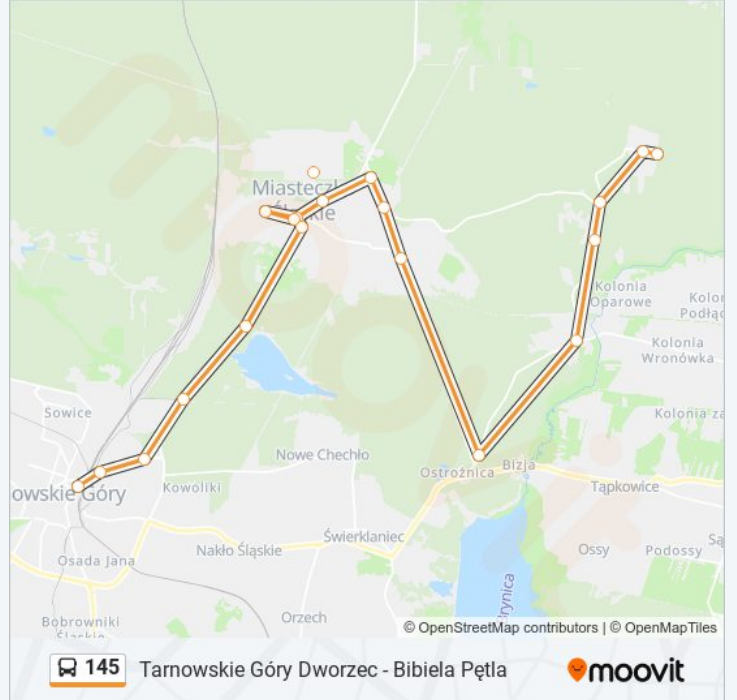 Miasteczk
Śląskie
Kolonia
Oparowe
Kolon
Podłąc
Kolonia
Wronówka
Sowice
Kolonia za
Nowe Chechło
Ostrożnica
Bizja
owskie Góry
Kowoliki
Tąpkowice
Świerklaniec
Nakło Śląskie
Ossy
Podossy
Osada Jana
Brynica
Orzech
Bobrowniki
Śląskie
© OpenStreetMap contributors | © OpenMapTiles
145 Tarnowskie Góry Dworzec - Bibiela Pętla
moovit